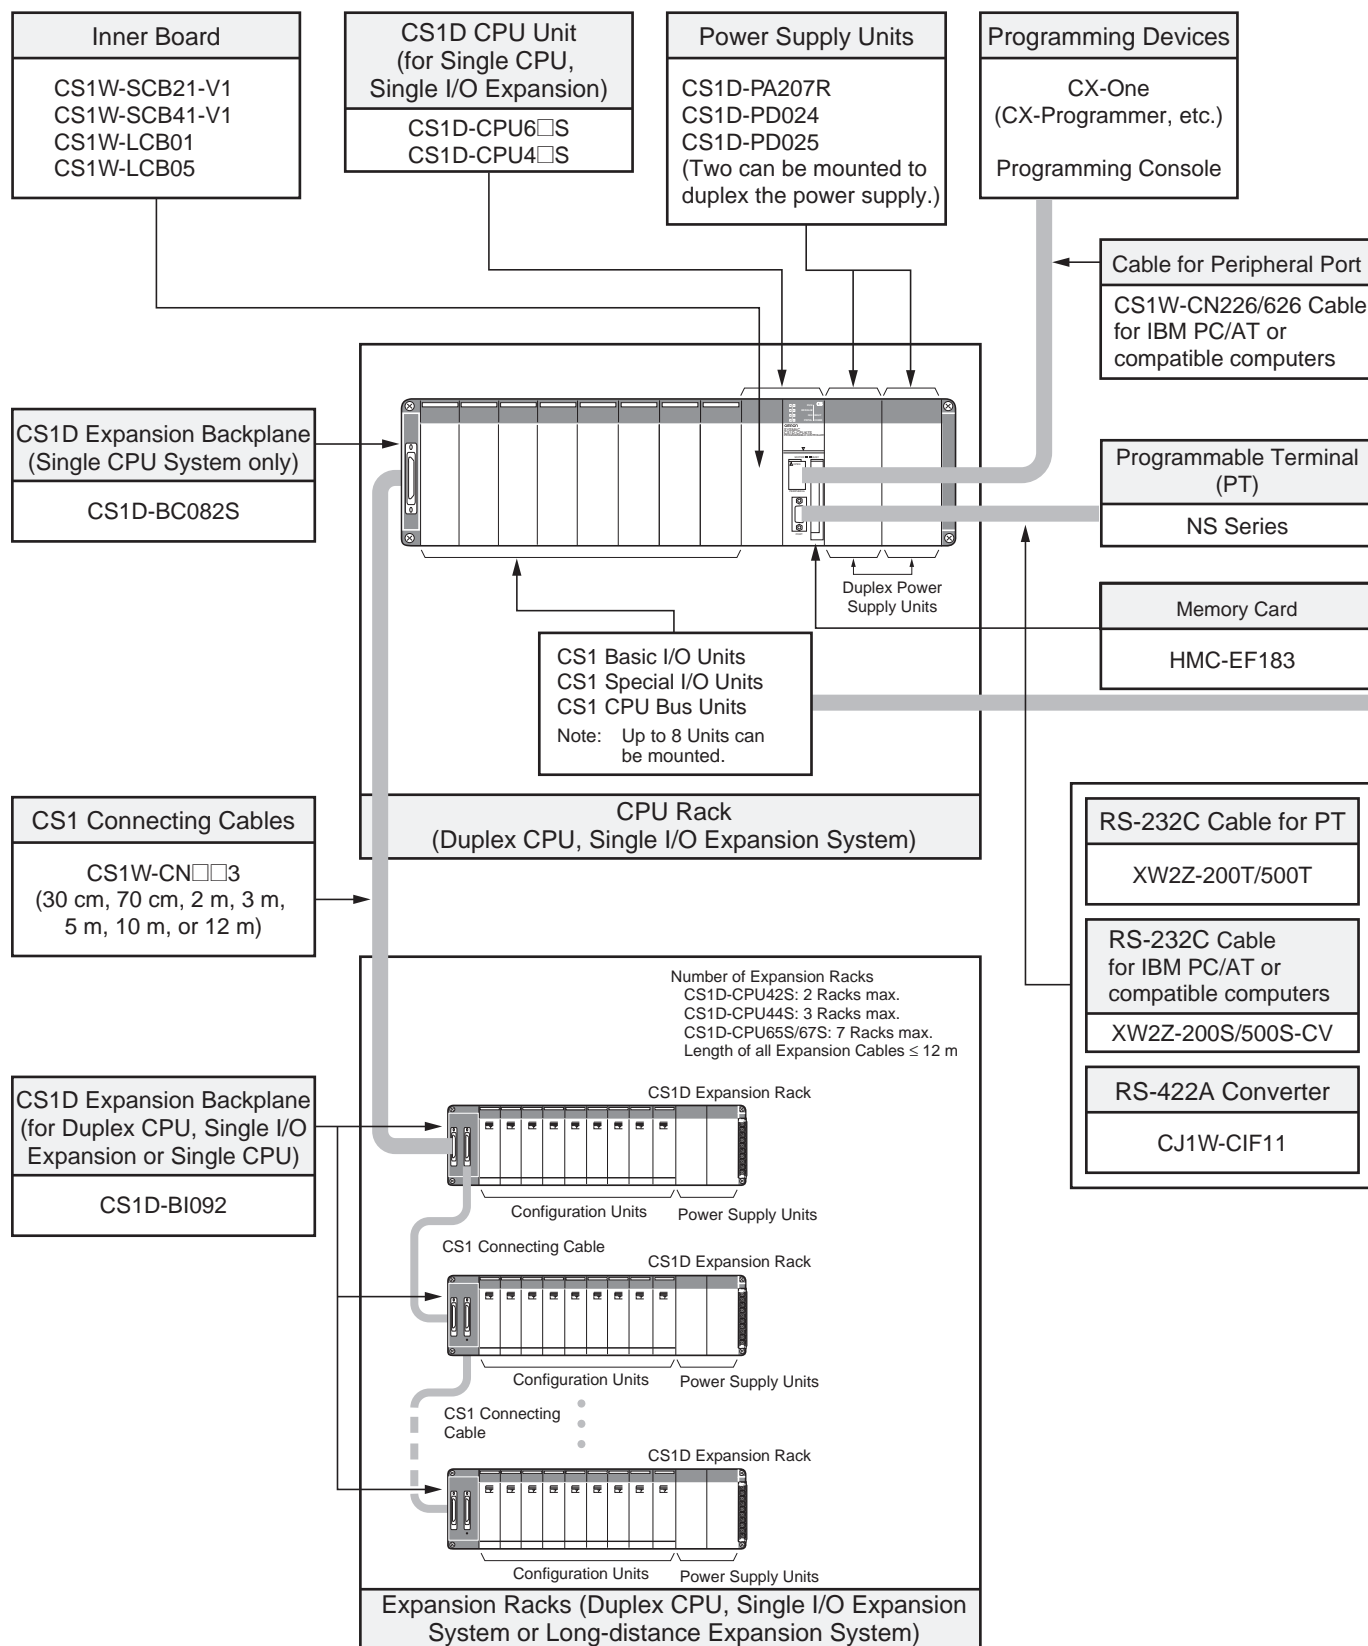 Inner Board
CS1W-SCB21-V1
CS1W-SCB41-V1
CS1W-LCB01
CS1W-LCB05
CS1D CPU Unit
(for Single CPU,
Single I/O Expansion)
CS1D-CPU6□S
CS1D-CPU4□S
Power Supply Units
CS1D-PA207R
CS1D-PD024
CS1D-PD025
(Two can be mounted to
duplex the power supply.)
Programming Devices
CX-One
(CX-Programmer, etc.)
Programming Console
Cable for Peripheral Port
CS1W-CN226/626 Cable
for IBM PC/AT or
compatible computers
CS1D Expansion Backplane
(Single CPU System only)
CS1D-BC082S
Programmable Terminal
(PT)
NS Series
Duplex Power
Supply Units
Memory Card
HMC-EF183
CS1 Basic I/O Units
CS1 Special I/O Units
CS1 CPU Bus Units
Note: Up to 8 Units can
be mounted.
CPU Rack
(Duplex CPU, Single I/O Expansion System)
CS1 Connecting Cables
CS1W-CN□□3
(30 cm, 70 cm, 2 m, 3 m,
5 m, 10 m, or 12 m)
RS-232C Cable for PT
XW2Z-200T/500T
RS-232C Cable
for IBM PC/AT or
compatible computers
XW2Z-200S/500S-CV
RS-422A Converter
CJ1W-CIF11
Number of Expansion Racks
CS1D-CPU42S: 2 Racks max.
CS1D-CPU44S: 3 Racks max.
CS1D-CPU65S/67S: 7 Racks max.
Length of all Expansion Cables ≤ 12 m
CS1D Expansion Backplane
(for Duplex CPU, Single I/O
Expansion or Single CPU)
CS1D-BI092
CS1D Expansion Rack
Configuration Units
Power Supply Units
CS1 Connecting Cable
CS1D Expansion Rack
Configuration Units
Power Supply Units
CS1 Connecting
Cable
CS1D Expansion Rack
Configuration Units
Power Supply Units
Expansion Racks (Duplex CPU, Single I/O Expansion
System or Long-distance Expansion System)